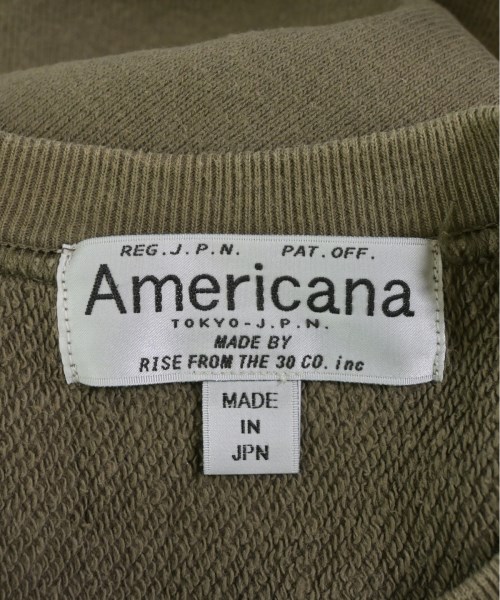 REG.J.P.N. PAT.OFF.
Americana
TOKYO-J.P.N.
MADE BY
RISE FROM THE 30 CO. inc
MADE
IN
JPN